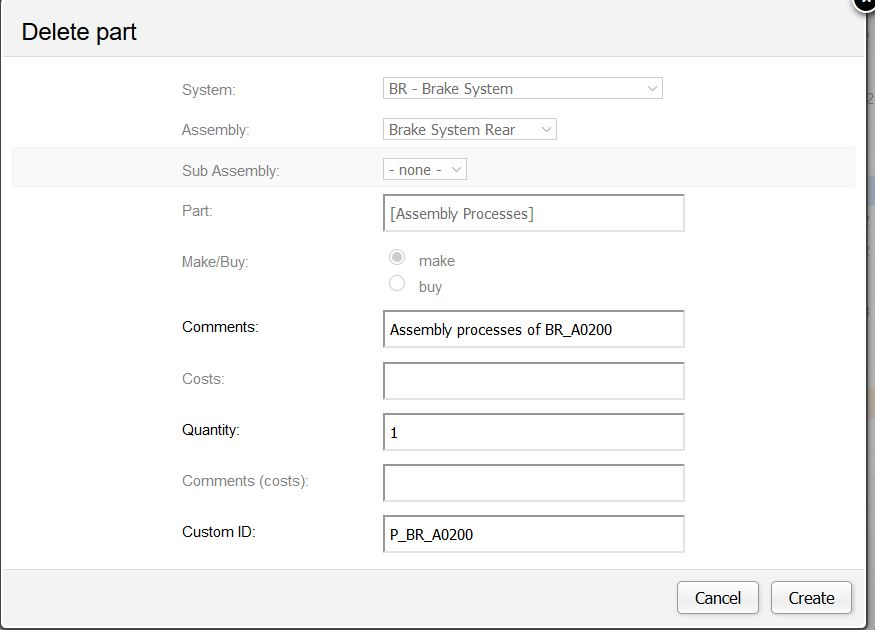 Delete part
System: BR - Brake System
Assembly: Brake System Rear
Sub Assembly: - none -
Part: [Assembly Processes]
Make/Buy: make
buy
Comments: Assembly processes of BR_A0200
Costs:
Quantity: 1
Comments (costs):
Custom ID: P_BR_A0200
Cancel Create